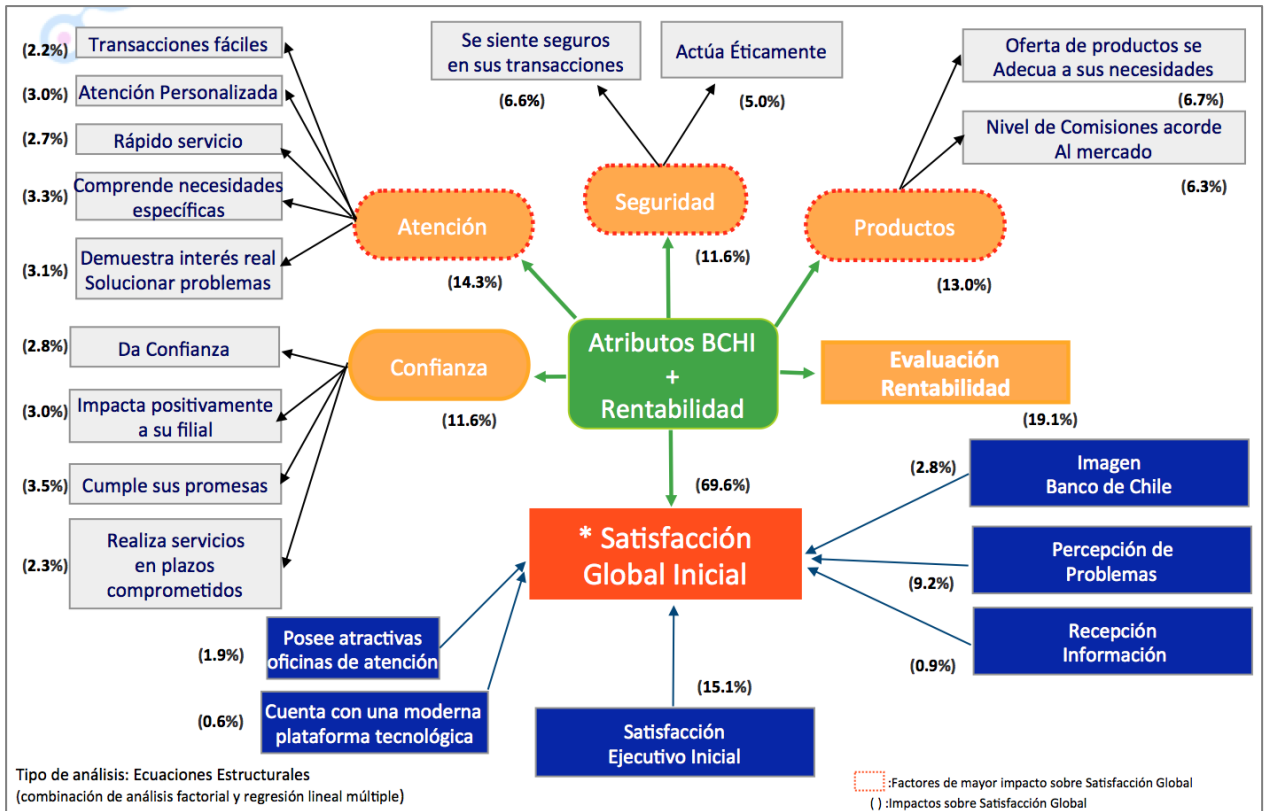 (2.2%)
Transacciones fáciles
(3.0%)
Atención Personalizada
(2.7%)
Rápido servicio
(3.3%)
Comprende necesidades
específicas
(3.1%)
Demuestra interés real
Solucionar problemas
Atención
(14.3%)
Se siente seguros
en sus transacciones
(6.6%)
Actúa Éticamente
(5.0%)
Seguridad
(11.6%)
Oferta de productos se
Adecua a sus necesidades
(6.7%)
Nivel de Comisiones acorde
Al mercado
(6.3%)
Productos
(13.0%)
(2.8%)
Da Confianza
(3.0%)
Impacta positivamente
a su filial
(3.5%)
Cumple sus promesas
(2.3%)
Realiza servicios
en plazos
comprometidos
Confianza
(11.6%)
Atributos BCHI
+
Rentabilidad
Evaluación
Rentabilidad
(19.1%)
(69.6%)
* Satisfacción
Global Inicial
(2.8%)
Imagen
Banco de Chile
(9.2%)
Percepción de
Problemas
(0.9%)
Recepción
Información
(1.9%)
Posee atractivas
oficinas de atención
(0.6%)
Cuenta con una moderna
plataforma tecnológica
(15.1%)
Satisfacción
Ejecutivo Inicial
Tipo de análisis: Ecuaciones Estructurales
(combinación de análisis factorial y regresión lineal múltiple)
:Factores de mayor impacto sobre Satisfacción Global
( ) :Impactos sobre Satisfacción Global